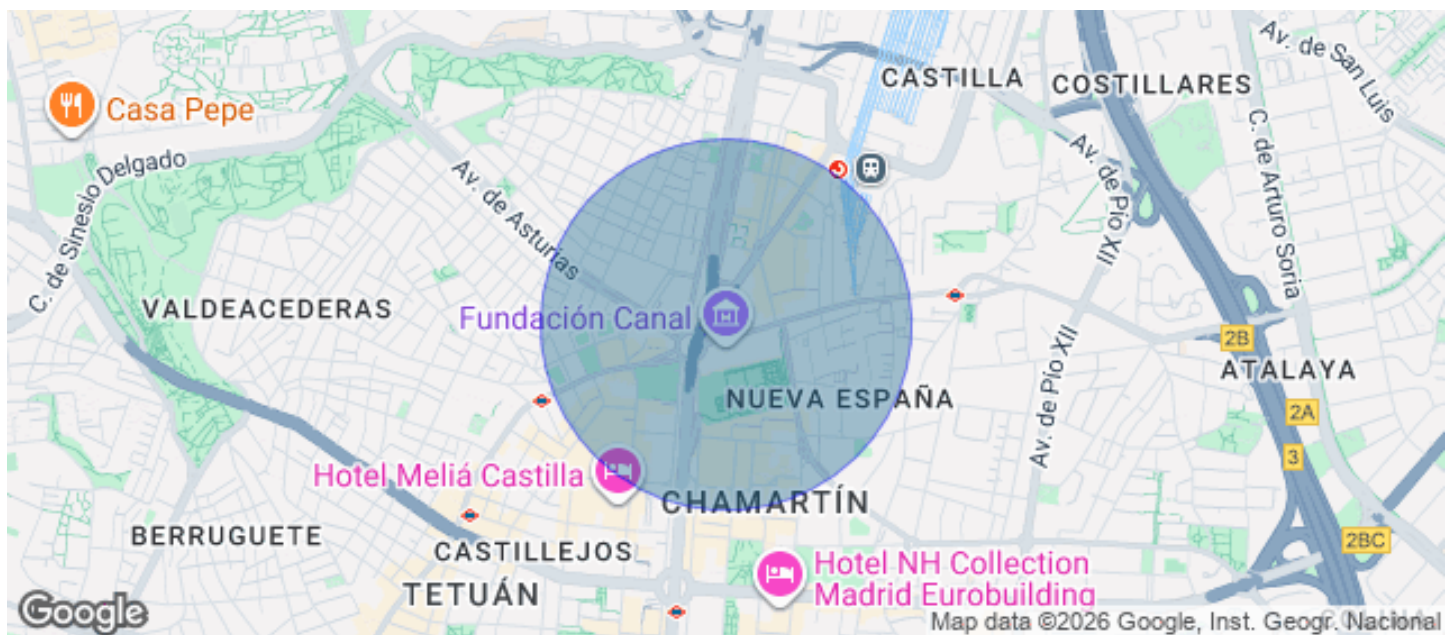 CASTILLA
COSTILLARES
Av. de San Luis
Casa Pepe
C. de Sinesio Delgado
Av. de Asturias
Av. de Pío XII
C. de Arturo Soria
VALDEACEDERAS
Fundación Canal
2B
ATALAYA
NUEVA ESPAÑA
Av. de Pío XII
2A
3
Hotel Meliá Castilla
CHAMARTÍN
BERRUGUETE
CASTILLEJOS
2BC
TETUÁN
Hotel NH Collection
Madrid Eurobuilding
Google
Map data ©2026 Google, Inst. Geogr. Nacional